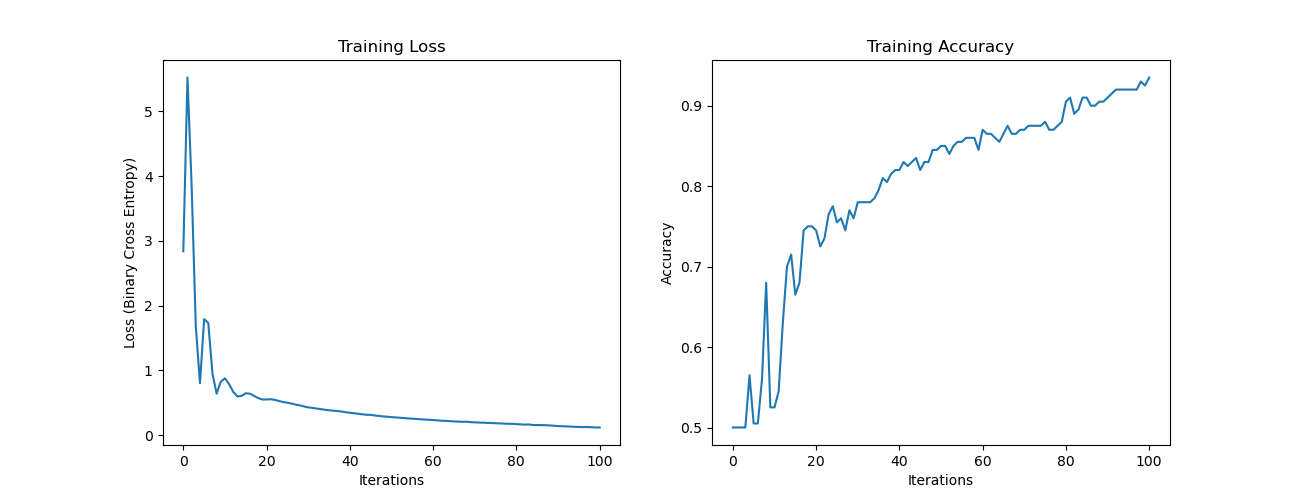 Training Loss
Loss (Binary Cross Entropy)
5
4
3
2
1
0
0 20 40 60 80 100
Iterations
Training Accuracy
Accuracy
0.9
0.8
0.7
0.6
0.5
0 20 40 60 80 100
Iterations